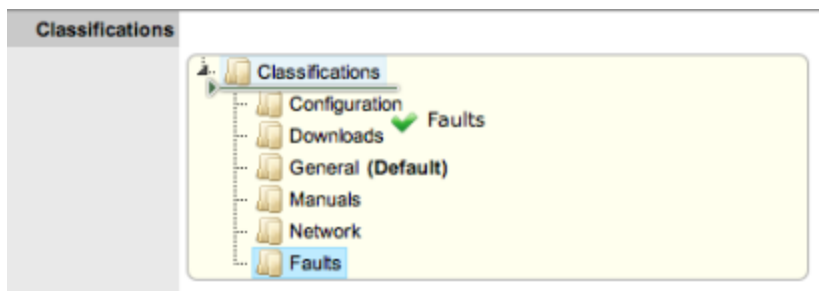 Classifications
Classifications
Configuration
Faults
Downloads
General (Default)
Manuals
Network
Faults